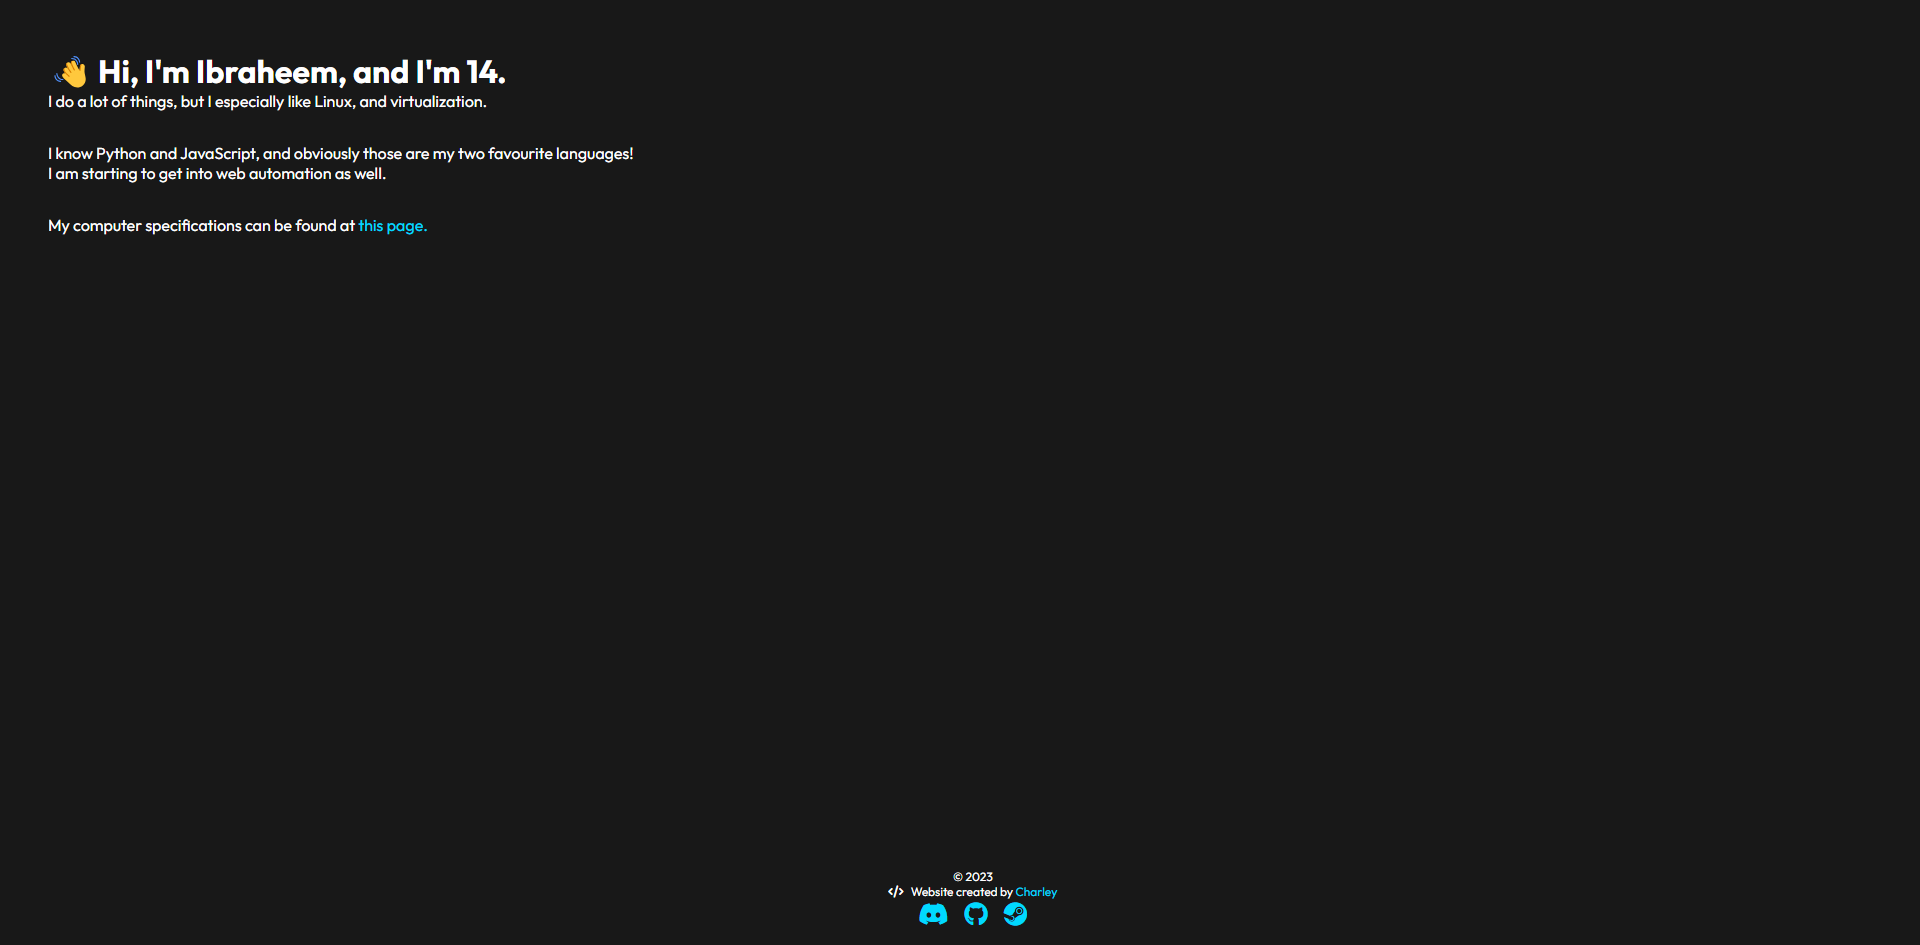 👋 Hi, I'm Ibraheem, and I'm 14.
I do a lot of things, but I especially like Linux, and virtualization.
I know Python and JavaScript, and obviously those are my two favourite languages!
I am starting to get into web automation as well.
My computer specifications can be found at this page.
© 2023
</> Website created by Charley